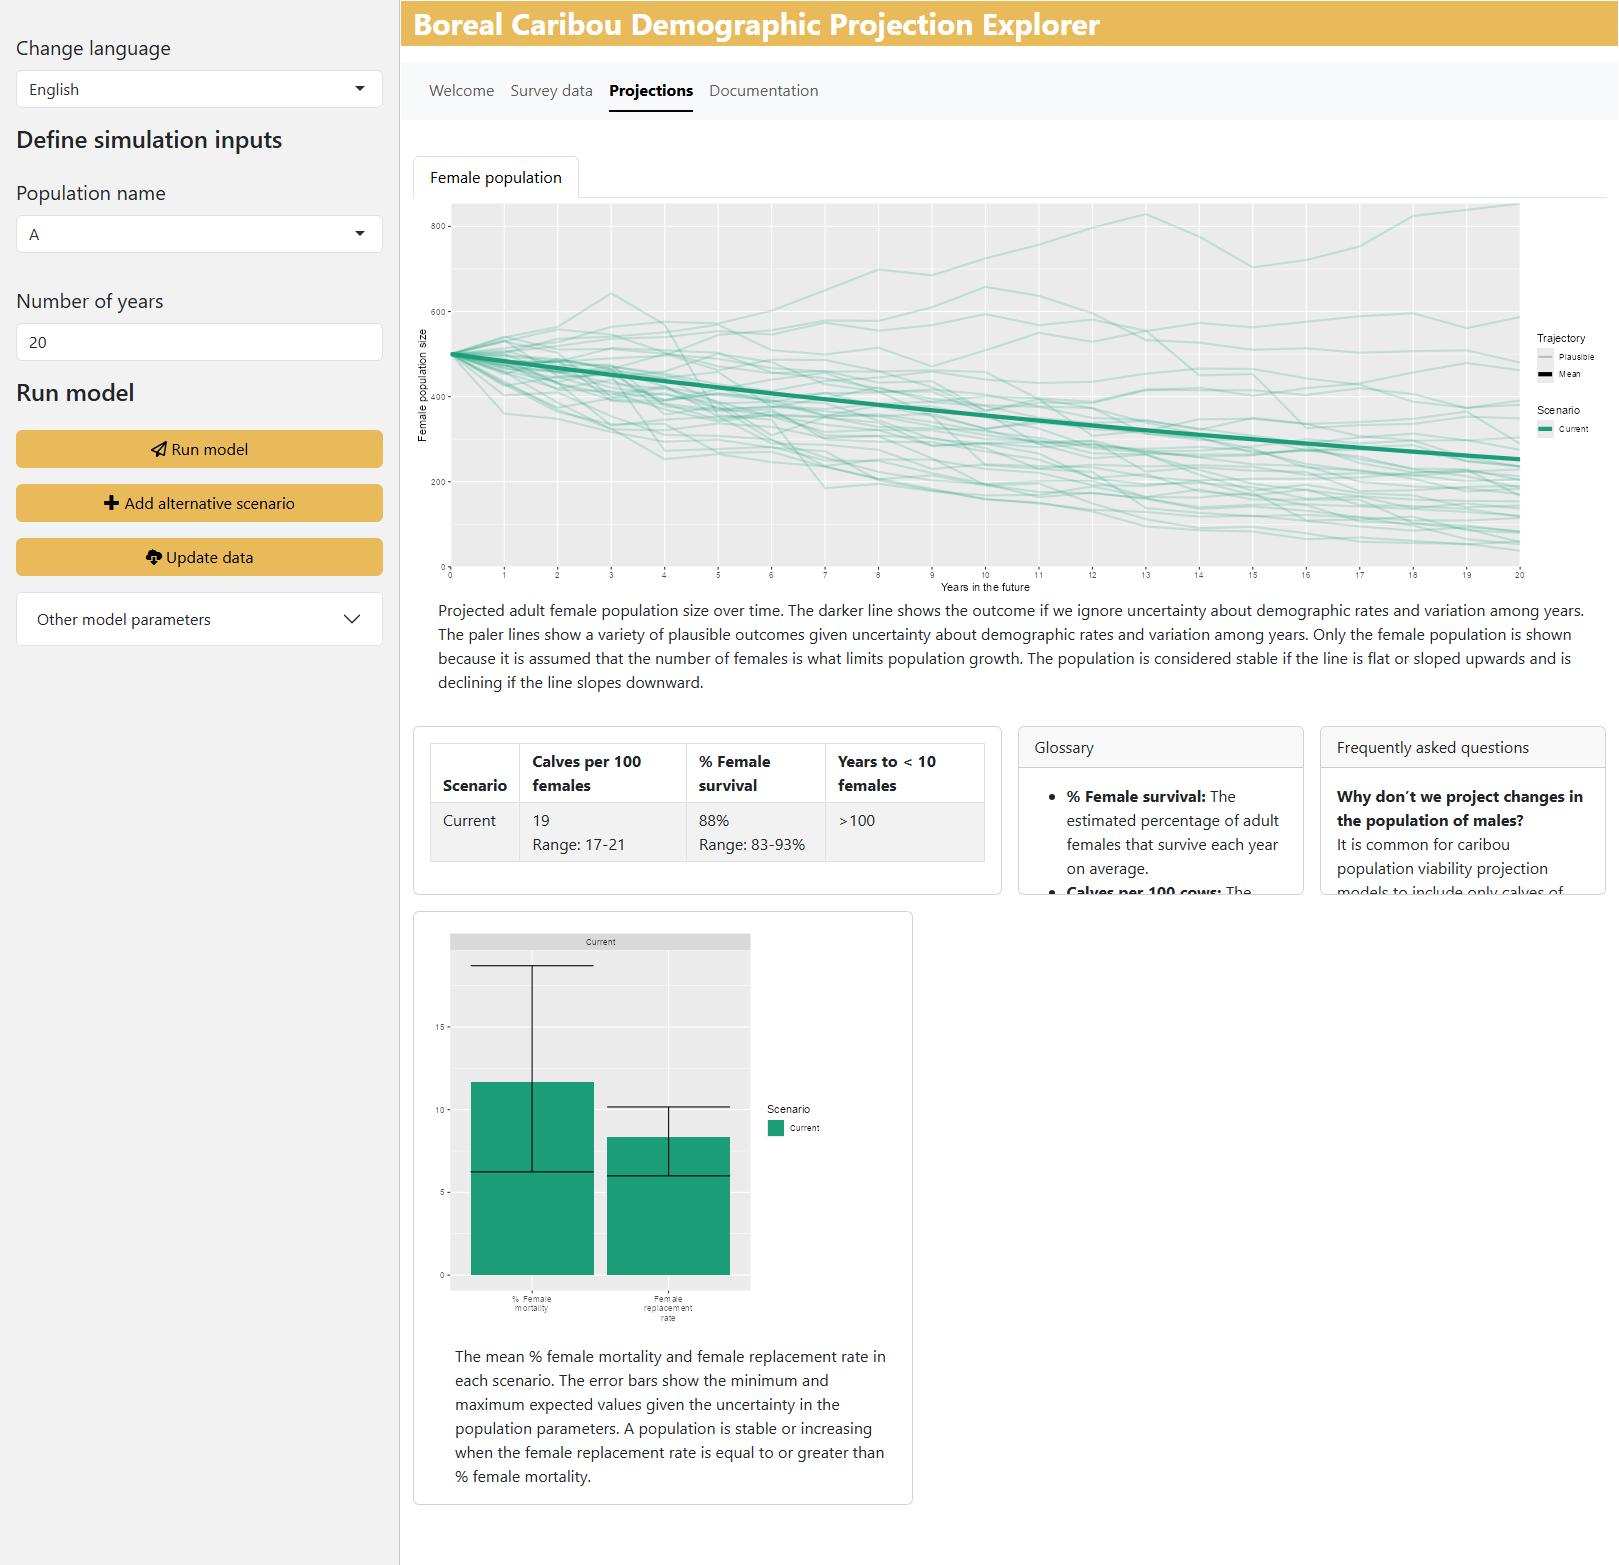 Change language
English
Define simulation inputs
Population name
A
Number of years
20
Run model
Run model
Add alternative scenario
Update data
Other model parameters
Boreal Caribou Demographic Projection Explorer
Welcome Survey data Projections Documentation
Female population
Female population size
800
600
400
200
0
0 1 2 3 4 5 6 7 8 9 10 11 12 13 14 15 16 17 18 19 20
Years in the future
Trajectory
Plausible
Mean
Scenario
Current
Projected adult female population size over time. The darker line shows the outcome if we ignore uncertainty about demographic rates and variation among years.
The paler lines show a variety of plausible outcomes given uncertainty about demographic rates and variation among years. Only the female population is shown
because it is assumed that the number of females is what limits population growth. The population is considered stable if the line is flat or sloped upwards and is
declining if the line slopes downward.
Scenario Calves per 100 females % Female survival Years to < 10 females
Current 19 88% >100
Range: 17-21 Range: 83-93%
Glossary
% Female survival: The
estimated percentage of adult
females that survive each year
on average.
Calves per 100 cows: The
Frequently asked questions
Why don't we project changes in
the population of males?
It is common for caribou
population viability projection
models to include only calves of
Current
15
10
5
0
% Female
mortality
Female
replacement
rate
Scenario
Current
The mean % female mortality and female replacement rate in
each scenario. The error bars show the minimum and
maximum expected values given the uncertainty in the
population parameters. A population is stable or increasing
when the female replacement rate is equal to or greater than
% female mortality.